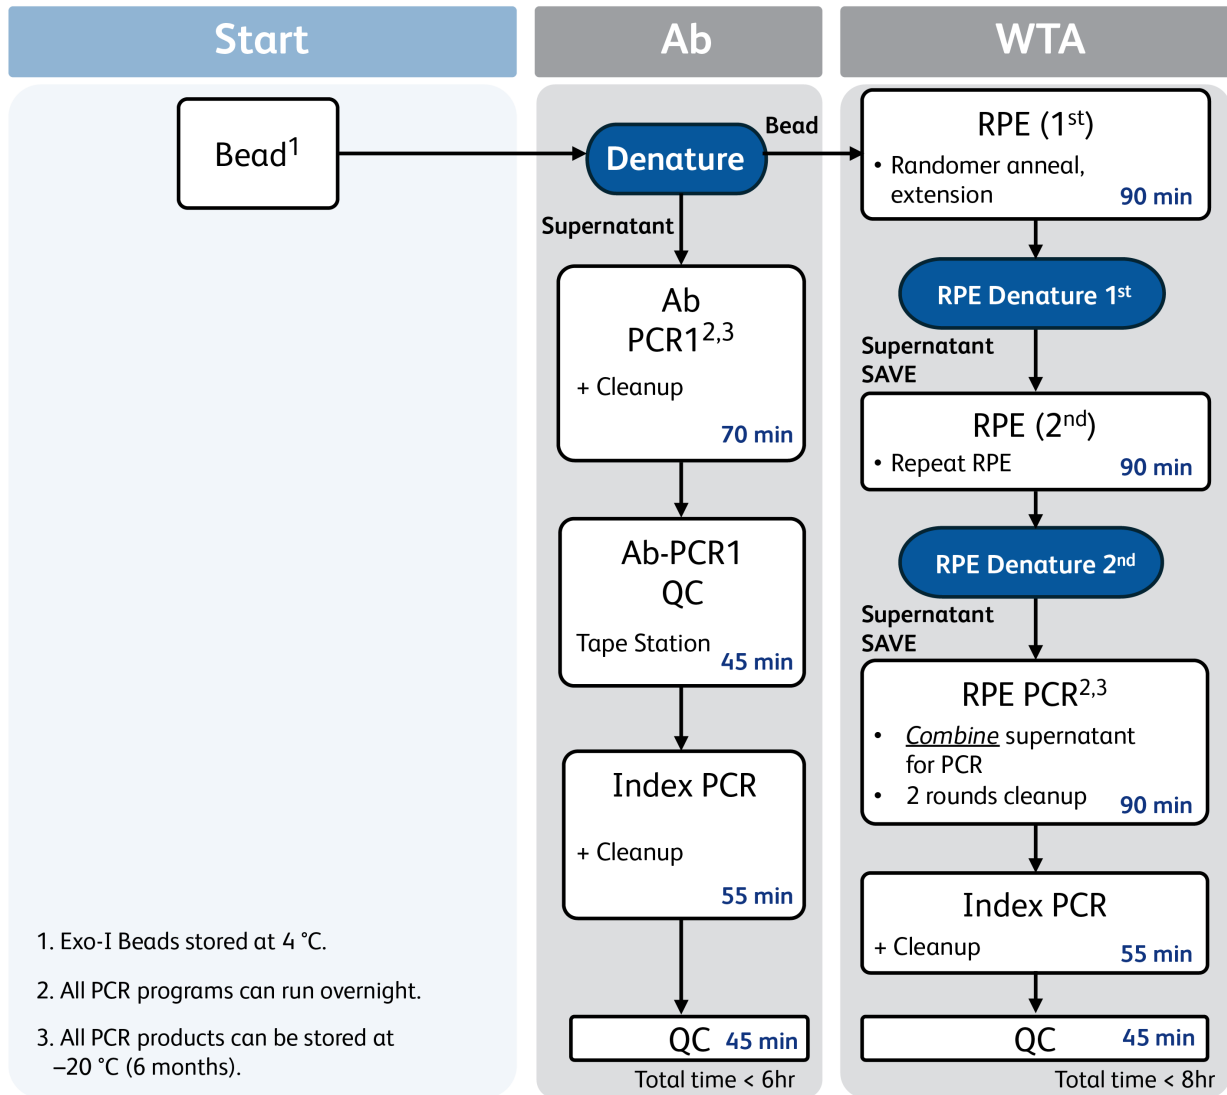 Start
Bead¹
1. Exo-I Beads stored at 4 °C.
2. All PCR programs can run overnight.
3. All PCR products can be stored at
–20 °C (6 months).
Ab
Denature
Bead
Supernatant
Ab
PCR1²,³
+ Cleanup
70 min
Ab-PCR1
QC
Tape Station
45 min
Index PCR
+ Cleanup
55 min
QC 45 min
Total time < 6hr
WTA
RPE (1st)
• Randomer anneal,
extension
90 min
RPE Denature 1st
Supernatant
SAVE
RPE (2nd)
• Repeat RPE
90 min
RPE Denature 2nd
Supernatant
SAVE
RPE PCR²,³
• Combine supernatant
for PCR
• 2 rounds cleanup
90 min
Index PCR
+ Cleanup
55 min
QC 45 min
Total time < 8hr